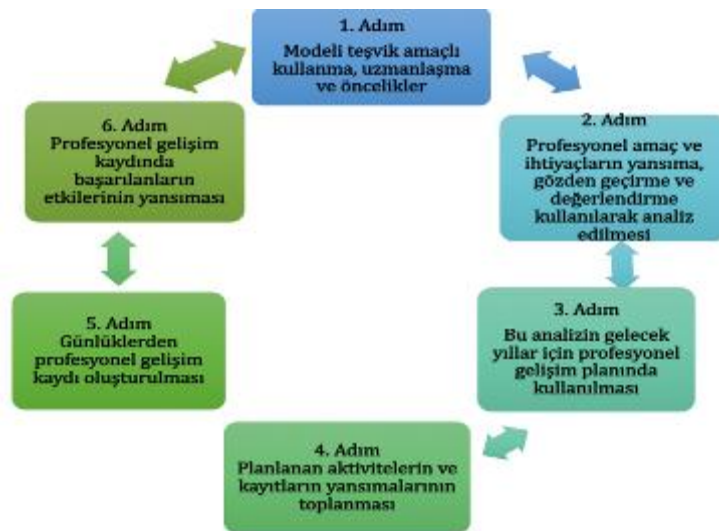 1. Adım
Modeli teşvik amaçlı
kullanma, uzmanlaşma
ve öncelikler
2. Adım
Profesyonel amaç ve
ihtiyaçların yansıma,
gözden geçirme ve
değerlendirme
kullanılarak analiz
edilmesi
3. Adım
Bu analizin gelecek
yıllar için profesyonel
gelişim planında
kullanılması
4. Adım
Planlanan aktivitelerin ve
kayıtların yansımalarının
toplanması
5. Adım
Günlüklerden
profesyonel gelişim
kaydı oluşturulması
6. Adım
Profesyonel gelişim
kaydında
başarılanların
etkilerinin yansıması